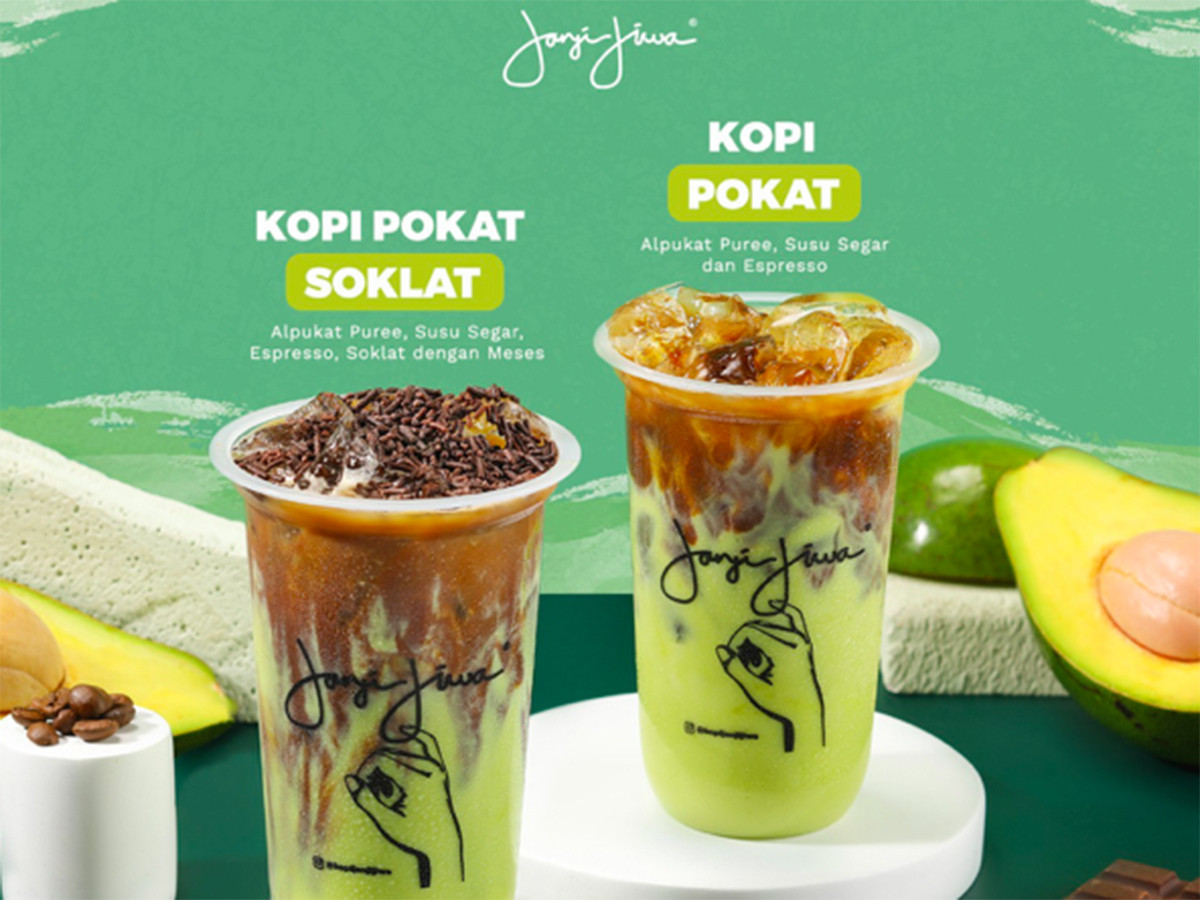 Janji Jiwa®
KOPI
POKAT
Alpukat Puree, Susu Segar
dan Espresso
KOPI POKAT
SOKLAT
Alpukat Puree, Susu Segar,
Espresso, Soklat dengan Meses
Janji Jiwa
Janji Jiwa